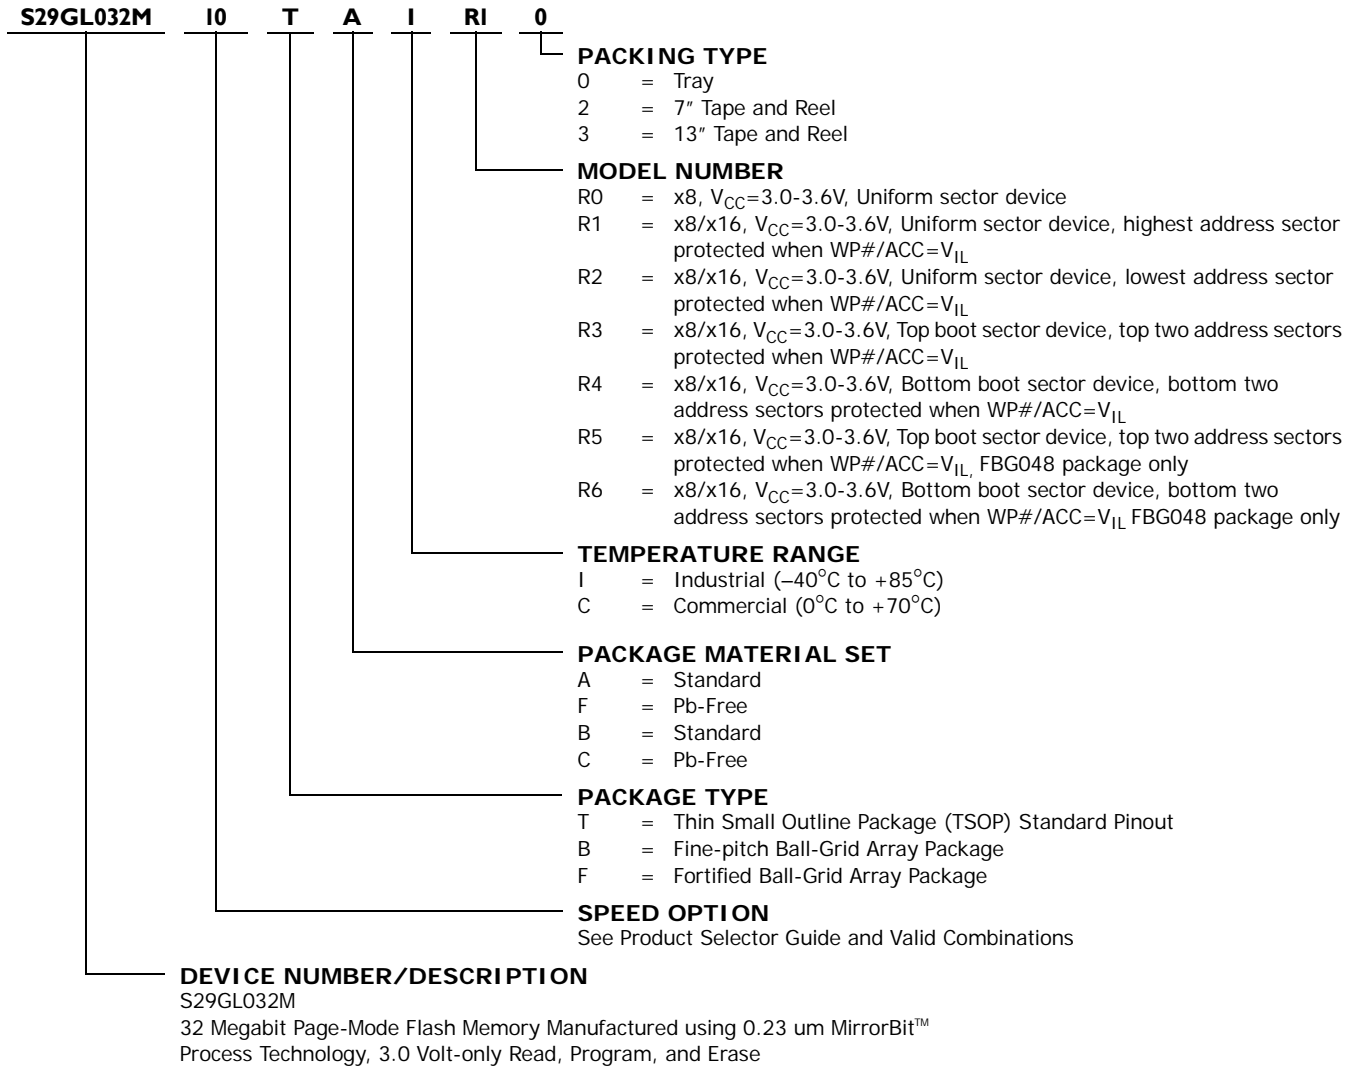 S29GL032M 10 T A I R1 0
PACKING TYPE
0 = Tray
2 = 7″ Tape and Reel
3 = 13″ Tape and Reel
MODEL NUMBER
R0 = x8, VCC=3.0-3.6V, Uniform sector device
R1 = x8/x16, VCC=3.0-3.6V, Uniform sector device, highest address sector
protected when WP#/ACC=VIL
R2 = x8/x16, VCC=3.0-3.6V, Uniform sector device, lowest address sector
protected when WP#/ACC=VIL
R3 = x8/x16, VCC=3.0-3.6V, Top boot sector device, top two address sectors
protected when WP#/ACC=VIL
R4 = x8/x16, VCC=3.0-3.6V, Bottom boot sector device, bottom two
address sectors protected when WP#/ACC=VIL
R5 = x8/x16, VCC=3.0-3.6V, Top boot sector device, top two address sectors
protected when WP#/ACC=VIL, FBG048 package only
R6 = x8/x16, VCC=3.0-3.6V, Bottom boot sector device, bottom two
address sectors protected when WP#/ACC=VIL FBG048 package only
TEMPERATURE RANGE
I = Industrial (–40°C to +85°C)
C = Commercial (0°C to +70°C)
PACKAGE MATERIAL SET
A = Standard
F = Pb-Free
B = Standard
C = Pb-Free
PACKAGE TYPE
T = Thin Small Outline Package (TSOP) Standard Pinout
B = Fine-pitch Ball-Grid Array Package
F = Fortified Ball-Grid Array Package
SPEED OPTION
See Product Selector Guide and Valid Combinations
DEVICE NUMBER/DESCRIPTION
S29GL032M
32 Megabit Page-Mode Flash Memory Manufactured using 0.23 um MirrorBit™
Process Technology, 3.0 Volt-only Read, Program, and Erase